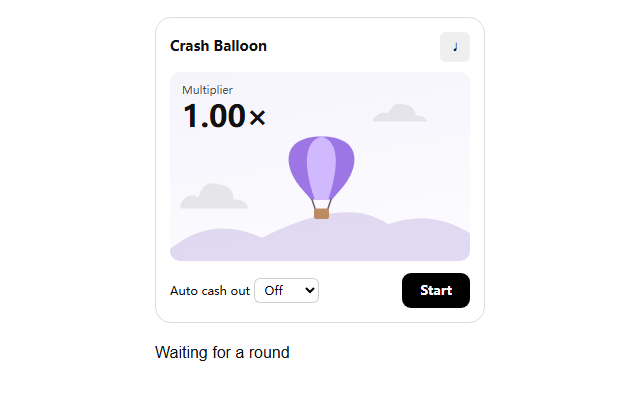 Crash Balloon
♩
Multiplier
1.00×
Auto cash out Off
Start
Waiting for a round